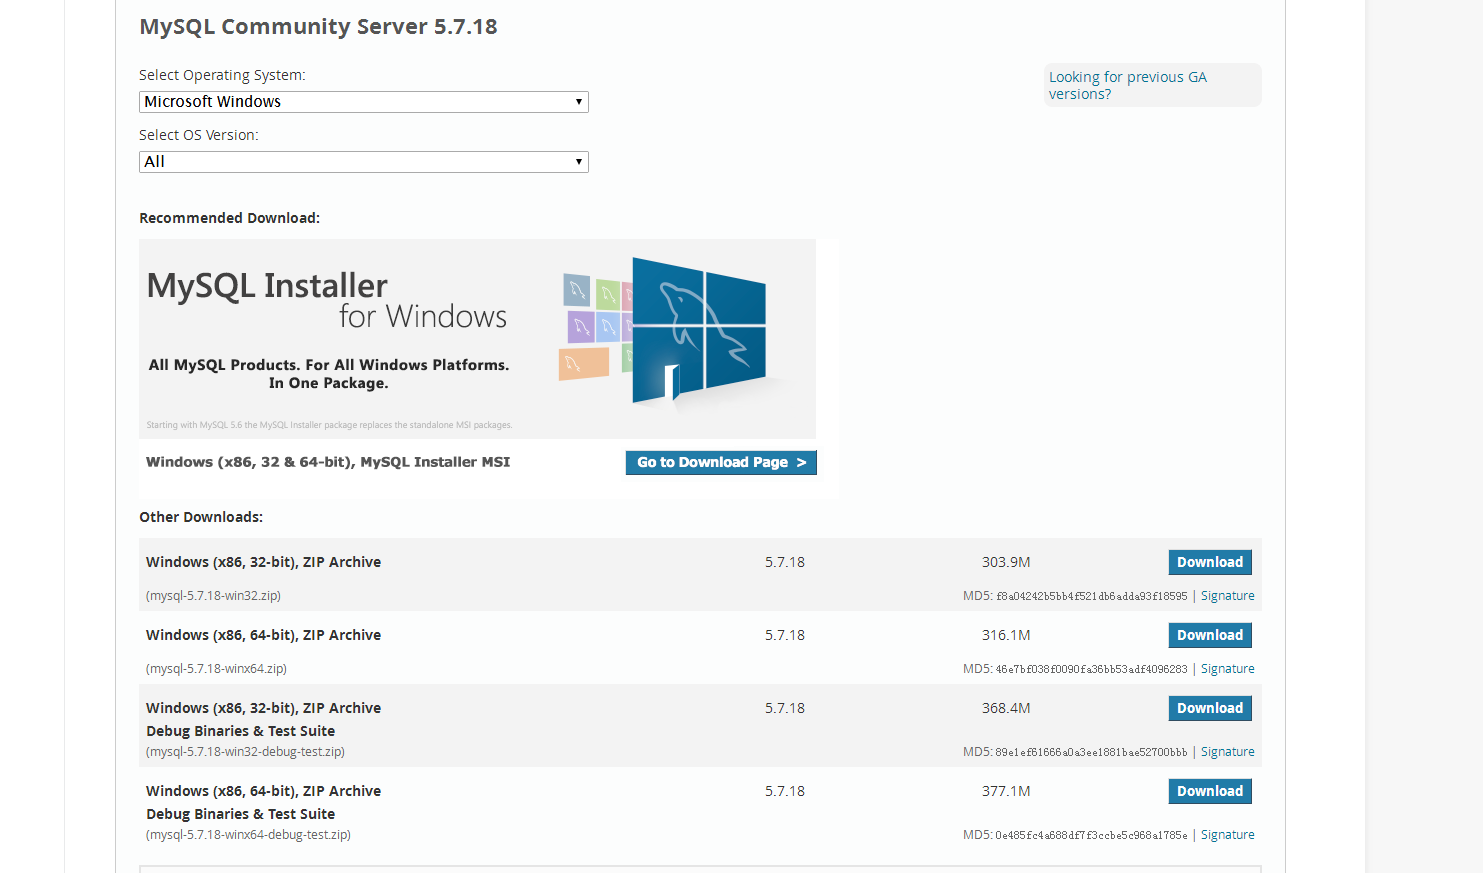 MySQL Community Server 5.7.18
Select Operating System:
Looking for previous GA
versions?
Microsoft Windows
Select OS Version:
All
Recommended Download:
MySQL Installer
for Windows
All MySQL Products. For All Windows Platforms.
In One Package.
Starting with MySQL 5.6 the MySQL Installer package replaces the standalone MSI packages.
Windows (x86, 32 & 64-bit), MySQL Installer MSI Go to Download Page >
Other Downloads:
Windows (x86, 32-bit), ZIP Archive 5.7.18 303.9M Download
(mysql-5.7.18-win32.zip) MD5: f8a04242b5bb4f521db6adda93f18595 | Signature
Windows (x86, 64-bit), ZIP Archive 5.7.18 316.1M Download
(mysql-5.7.18-winx64.zip) MD5: 46e7bf038f0090fa36bb53adf4096283 | Signature
Windows (x86, 32-bit), ZIP Archive 5.7.18 368.4M Download
Debug Binaries & Test Suite
(mysql-5.7.18-win32-debug-test.zip) MD5: 89e1ef61666a0a3ee1881bae52700bbb | Signature
Windows (x86, 64-bit), ZIP Archive 5.7.18 377.1M Download
Debug Binaries & Test Suite
(mysql-5.7.18-winx64-debug-test.zip) MD5: 0e485fc4a688df7f3ccbe5c968a1785e | Signature